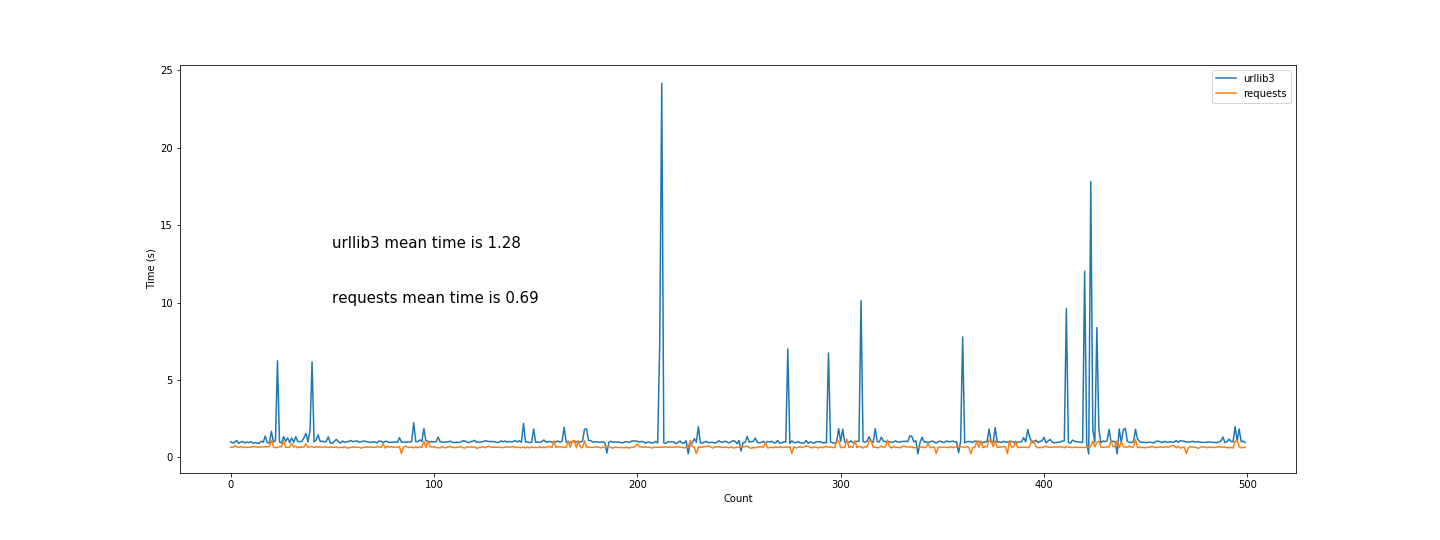 25
20
15
10
5
0
Time (s)
urllib3
requests
urllib3 mean time is 1.28
requests mean time is 0.69
0 100 200 300 400 500
Count